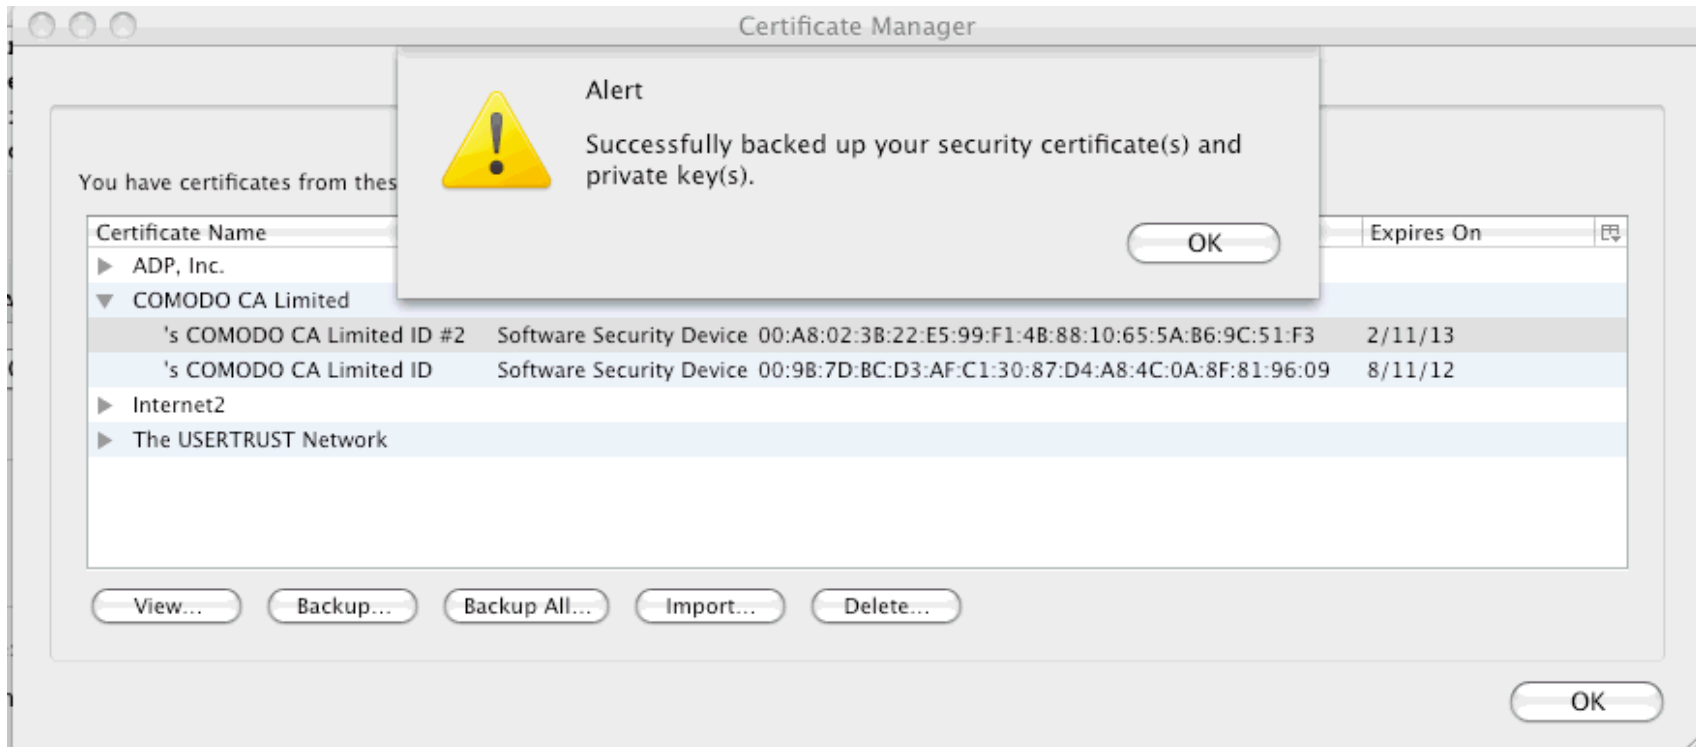 Certificate Manager
Alert
Successfully backed up your security certificate(s) and
private key(s).
OK
You have certificates from thes
Certificate Name Expires On
ADP, Inc.
COMODO CA Limited
's COMODO CA Limited ID #2 Software Security Device 00:A8:02:3B:22:E5:99:F1:4B:88:10:65:5A:B6:9C:51:F3 2/11/13
's COMODO CA Limited ID Software Security Device 00:9B:7D:BC:D3:AF:C1:30:87:D4:A8:4C:0A:8F:81:96:09 8/11/12
Internet2
The USERTRUST Network
View... Backup... Backup All... Import... Delete...
OK